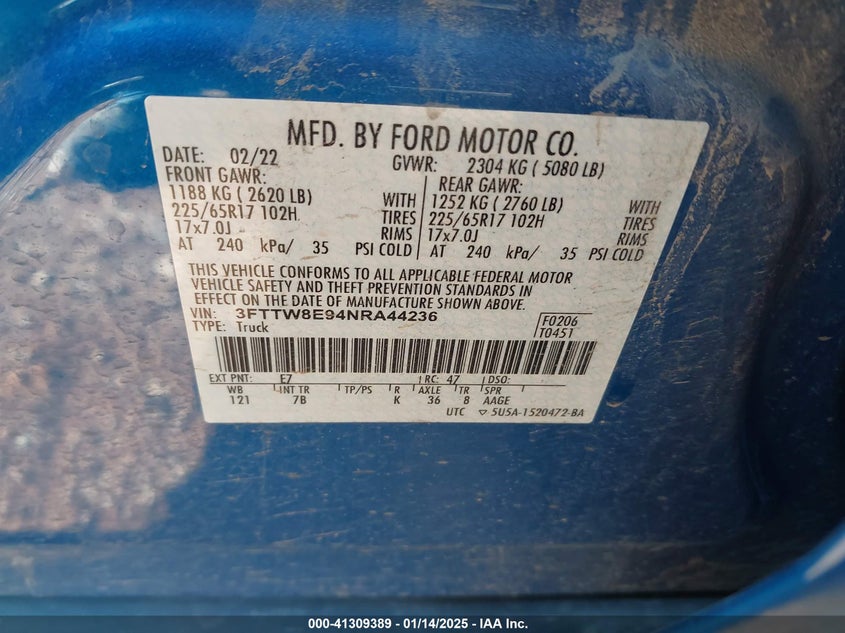 MFD. BY FORD MOTOR CO.
DATE: 02/22 GVWR: 2304 KG ( 5080 LB)
FRONT GAWR: REAR GAWR:
1188 KG ( 2620 LB) WITH 1252 KG ( 2760 LB) WITH
225/65R17 102H TIRES 225/65R17 102H TIRES
17x7.0J RIMS 17x7.0J RIMS
AT 240 kPa/ 35 PSI COLD AT 240 kPa/ 35 PSI COLD
THIS VEHICLE CONFORMS TO ALL APPLICABLE FEDERAL MOTOR
VEHICLE SAFETY AND THEFT PREVENTION STANDARDS IN
EFFECT ON THE DATE OF MANUFACTURE SHOWN ABOVE.
VIN: 3FTTW8E94NRA44236 F0206
TYPE: Truck T0451
EXT PNT: E7 RC: 47 DSO:
WB INT TR TP/PS R AXLE TR SPR
121 7B K 36 8 AAGE
UTC ▽ 5U5A-1520472-BA
000-41309389 - 01/14/2025 - IAA Inc.